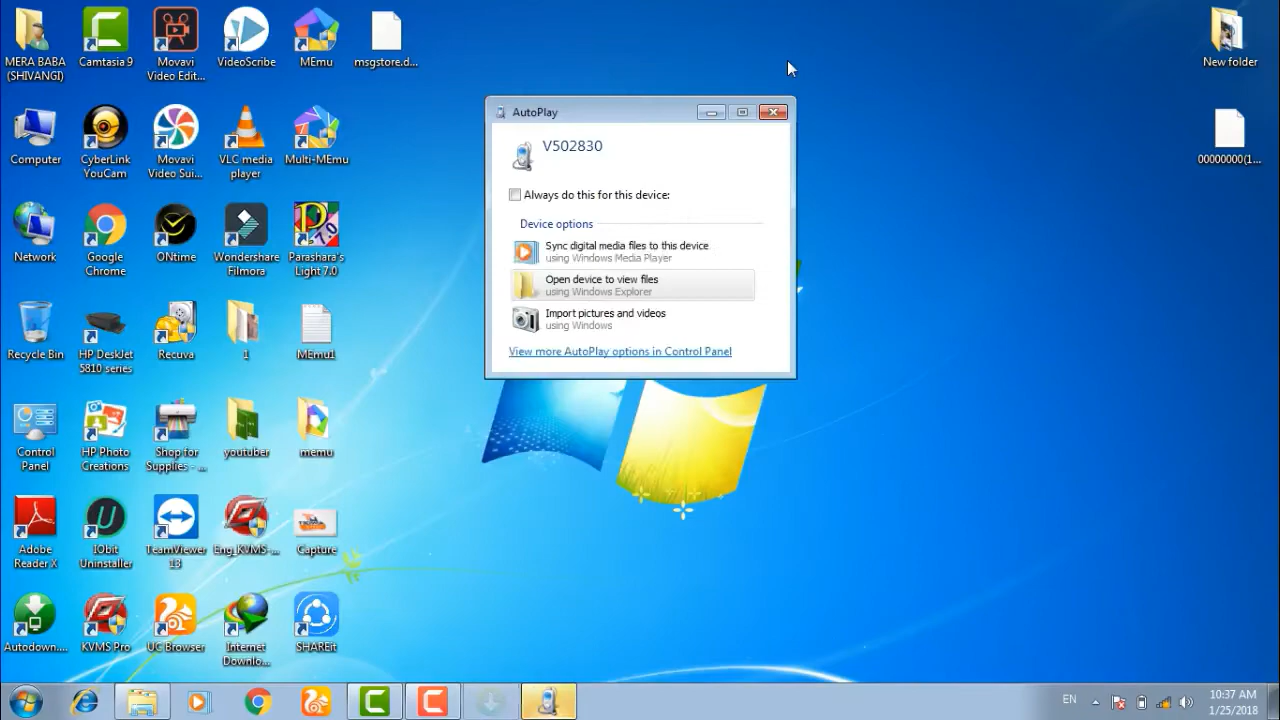 MERA BABA
(SHIVANGI)
Camtasia 9
Movavi
Video Edit...
VideoScribe
MEmu
msgstore.d...
New folder
Computer
CyberLink
YouCam
Movavi
Video Sui...
VLC media
player
Multi-MEmu
00000000(1...
Network
Google
Chrome
ONtime
Wondershare
Filmora
Parashara's
Light 7.0
Recycle Bin
HP DeskJet
5810 series
Recuva
1
MEmu1
Control
Panel
HP Photo
Creations
Shop for
Supplies - ...
youtuber
memu
Adobe
Reader X
IObit
Uninstaller
TeamViewer
13
Eng_KVMS-...
Capture
Autodown....
KVMS Pro
UC Browser
Internet
Downlo...
SHAREit
AutoPlay
V502830
Always do this for this device:
Device options
Sync digital media files to this device
using Windows Media Player
Open device to view files
using Windows Explorer
Import pictures and videos
using Windows
View more AutoPlay options in Control Panel
EN
10:37 AM
1/25/2018